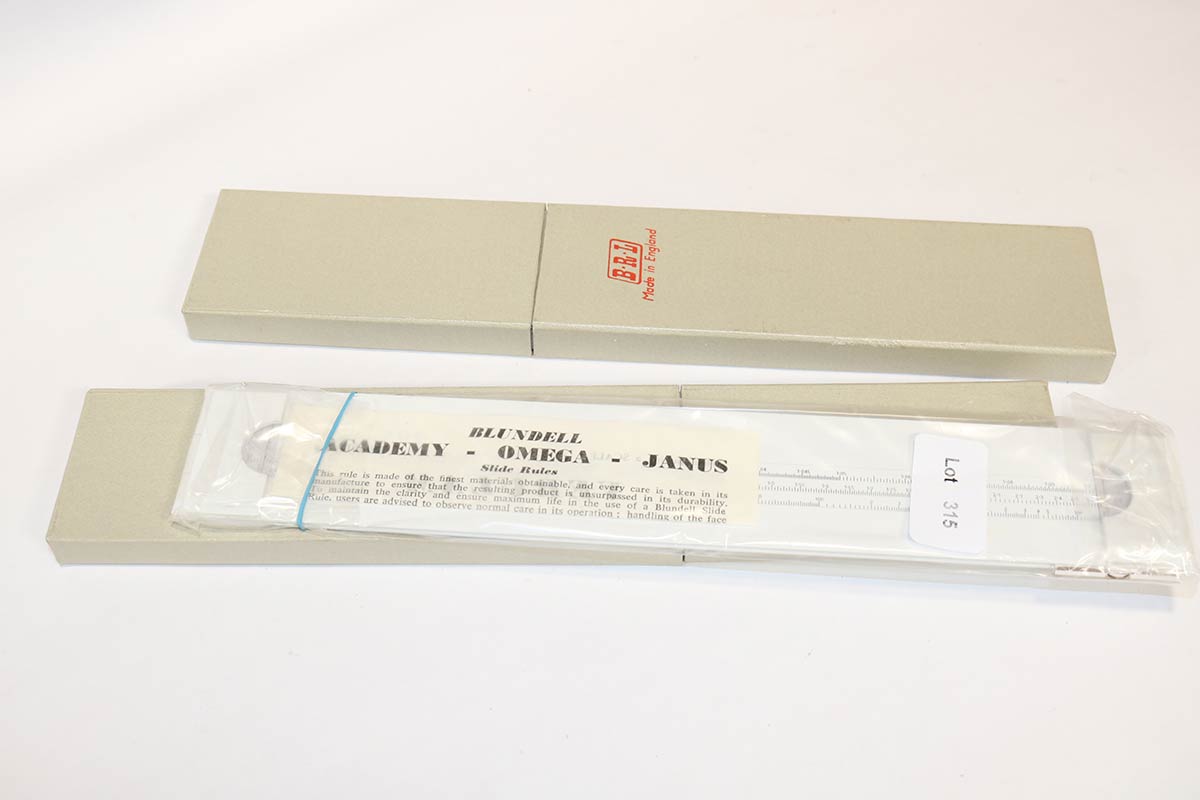 B·R·L
Made in England
BLUNDELL
ACADEMY - OMEGA - JANUS
Slide Rules
This rule is made of the finest materials obtainable, and every care is taken in its
manufacture to ensure that the resulting product is unsurpassed in its durability.
To maintain the clarity and ensure maximum life in the use of a Blundell Slide
Rule, users are advised to observe normal care in its operation; handling of the face
Lot 315